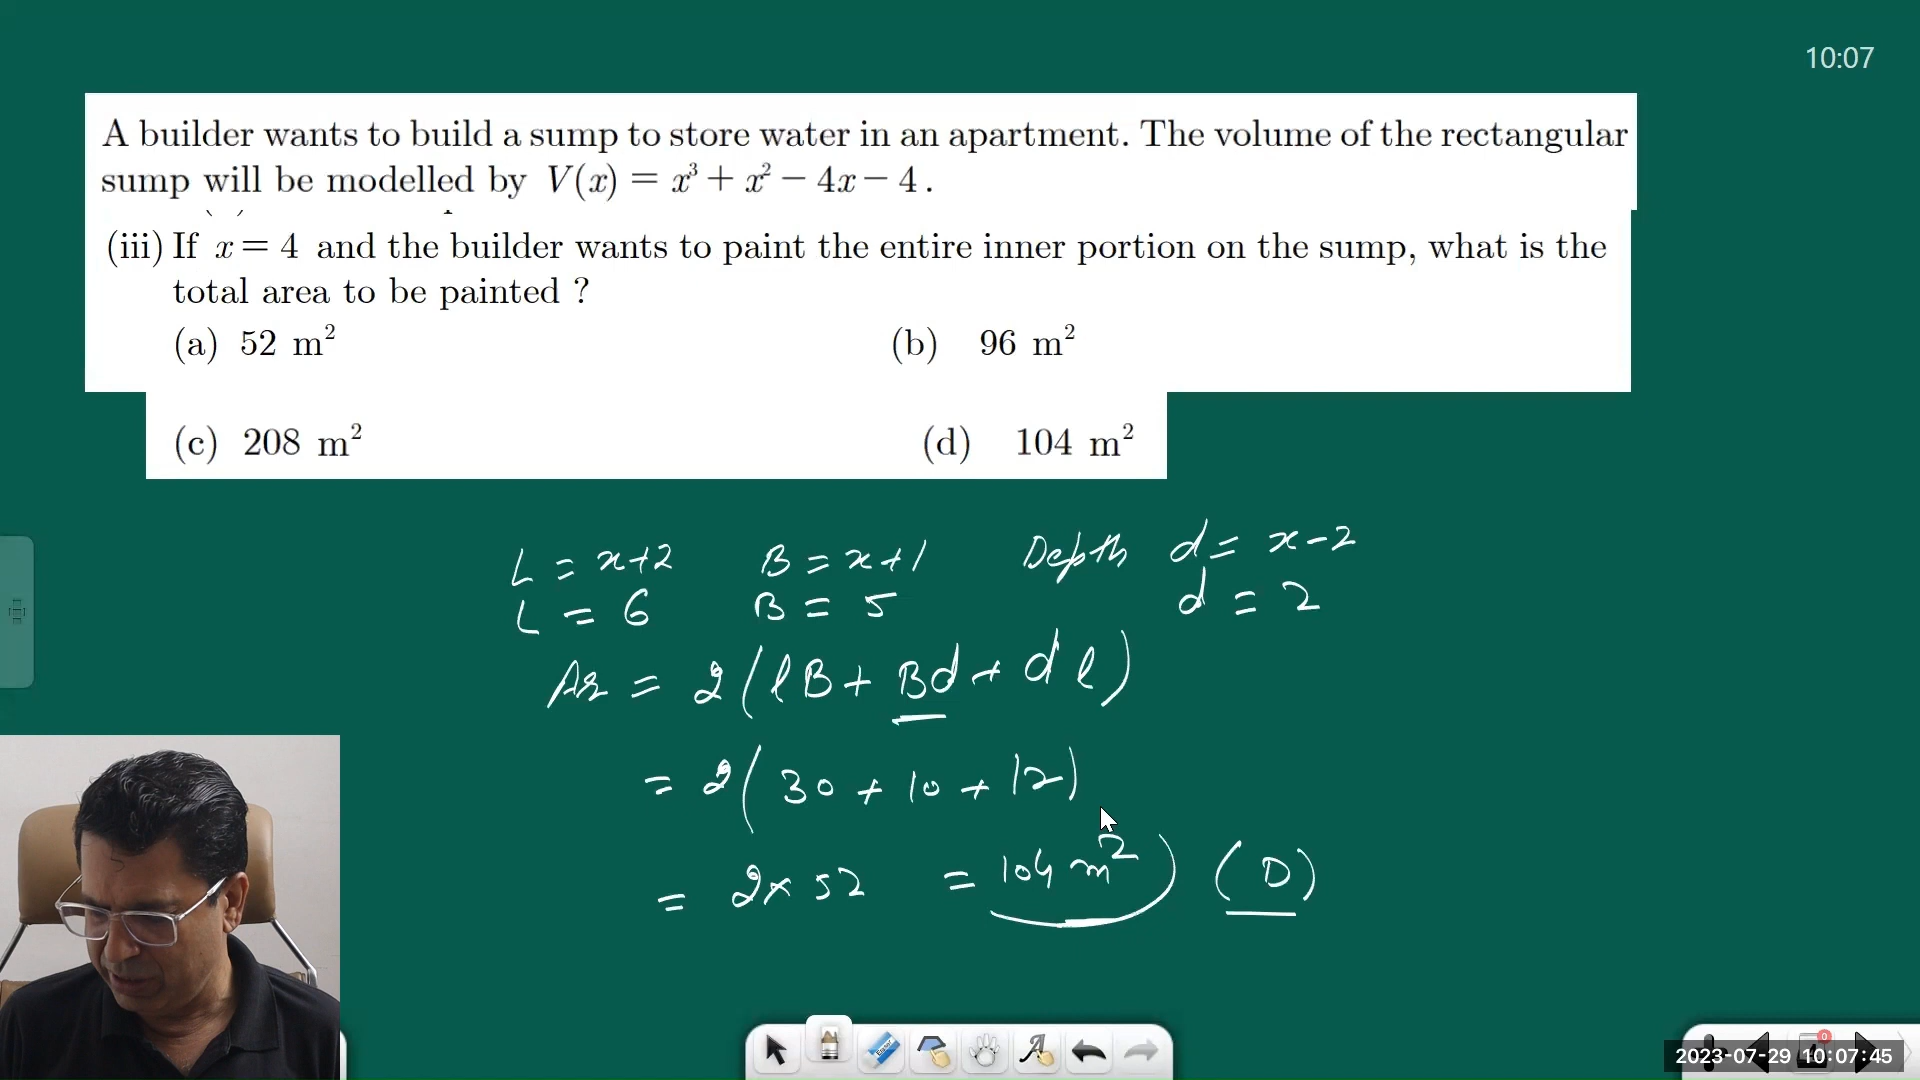 10:07
A builder wants to build a sump to store water in an apartment. The volume of the rectangular
sump will be modelled by V(x) = x³ + x² − 4x − 4.
(iii) If x = 4 and the builder wants to paint the entire inner portion on the sump, what is the
total area to be painted ?
(a) 52 m² (b) 96 m²
(c) 208 m² (d) 104 m²
L = x+2 B = x+1 Depth d = x-2
L = 6 B = 5 d = 2
Ar = 2(lB + Bd + dl)
= 2(30 + 10 + 12)
= 2 × 52 = 104 m² (D)
2023-07-29 10:07:45